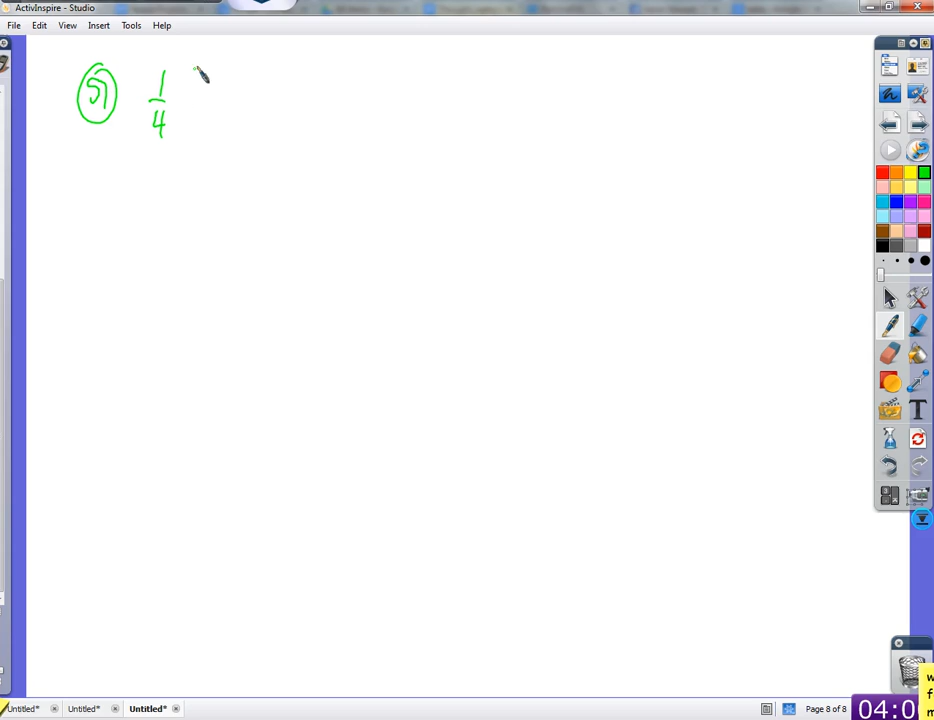 ActivInspire - Studio
File Edit View Insert Tools Help
59 1/4
Untitled* Untitled* Untitled* Page 8 of 8 04:0
w
f
m